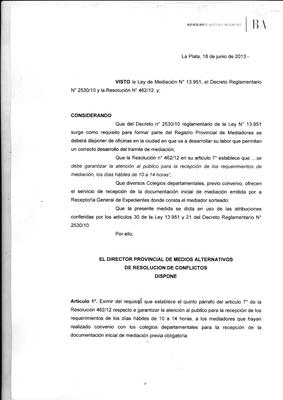 BA
La Plata, 18 de junio de 2013.-
VISTO la Ley de Mediación N° 13.951, el Decreto Reglamentario
N° 2530/10 y la Resolución N° 462/12, y;
CONSIDERANDO
Que del Decreto n° 2530/10 reglamentario de la Ley N° 13.951
surge como requisito para formar parte del Registro Provincial de Mediadores se
deberá disponer de oficinas en la ciudad en que va a desarrollar su labor que permitan
un correcto desarrollo del tramite de mediación.
Que la Resolución n° 462/12 en su artículo 7° establece que ...se
debe garantizar la atención al publico para la recepción de los requerimientos de
mediación, los días hábiles de 10 a 14 horas";
Que diversos Colegios departamentales, previo convenio, ofrecen
el servicio de recepción de la documentación inicial de mediación emitida por a
Receptoría General de Expedientes donde consta el mediador sorteado;
Que la presente medida se dicta en uso de las atribuciones
conferidas por los artículos 30 de la Ley 13.951 y 21 del Decreto Reglamentario N°
2530/10.
Por ello,
EL DIRECTOR PROVINCIAL DE MEDIOS ALTERNATIVOS
DE RESOLUCION DE CONFLICTOS
DISPONE
Artículo 1°. Eximir del requisito que establece el quinto párrafo del articulo 7° de la
Resolución 462/12 respecto a garantizar la atención al publico para la recepción de los
requerimientos de los días hábiles de 10 a 14 horas, a los mediadores que hayan
realizado convenio con los colegios departamentales para la recepción de la
documentación inicial de mediación previa obligatoria.